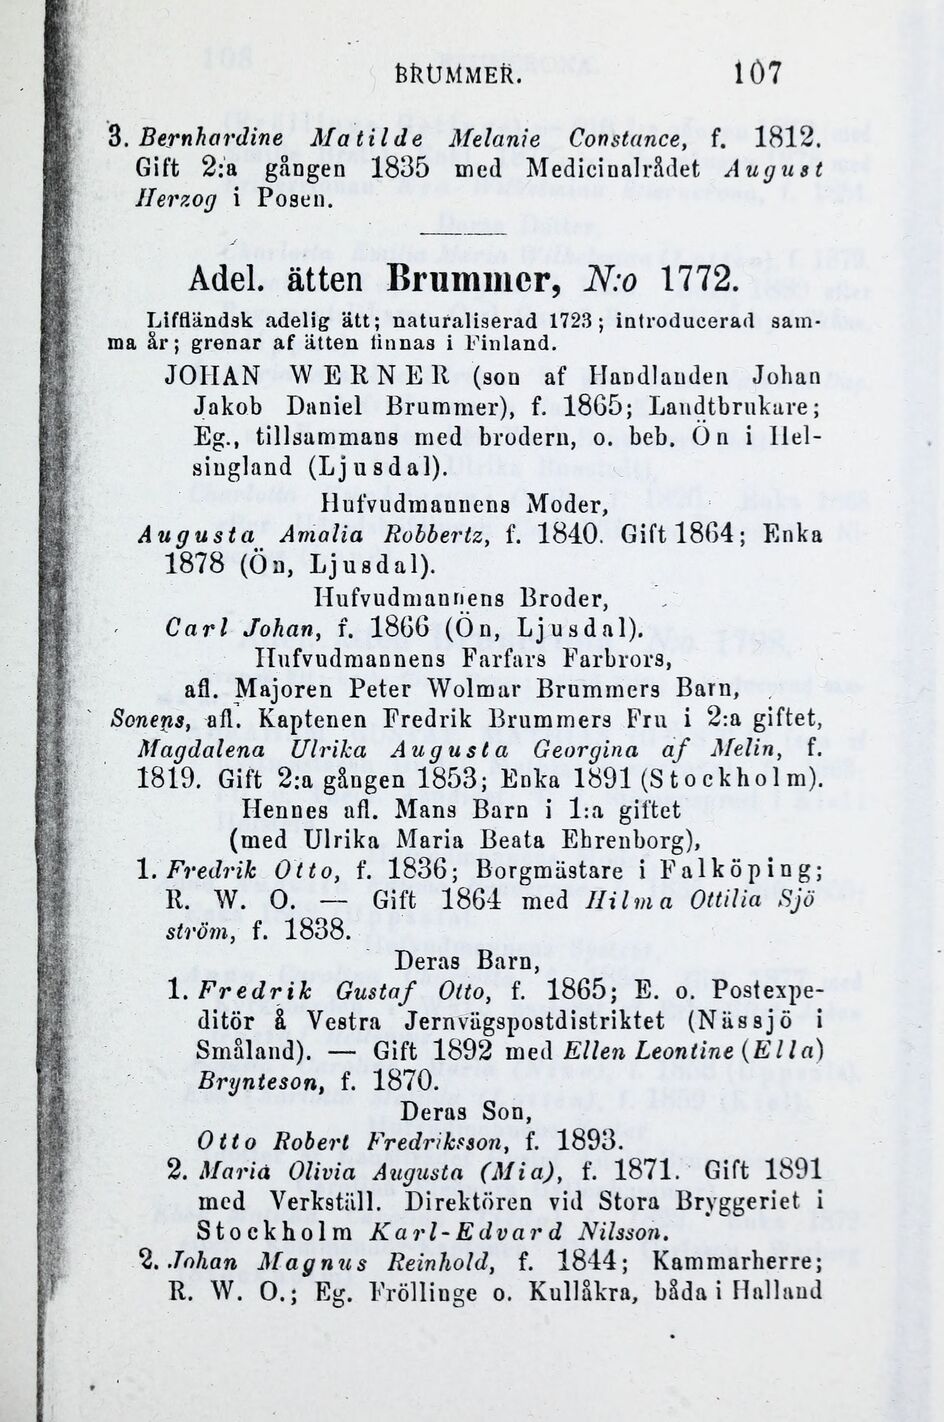 BRUMMER. 107
3. Bernhardine Matilde Melanie Constance, f. 1812.
Gift 2:a gången 1835 med Medicinalrådet August
Herzog i Posen.
Adel. ätten Brummer, N:o 1772.
Liffländsk adelig ätt; naturaliserad 1723; introducerad sam-
ma år; grenar af ätten finnas i Finland.
JOHAN WERNER (son af Handlanden Johan
Jakob Daniel Brummer), f. 1865; Landtbrukare;
Eg., tillsammans med brodern, o. beb. Ön i Hel-
singland (Ljusdal).
Hufvudmannens Moder,
Augusta Amalia Robbertz, f. 1840. Gift 1864; Enka
1878 (Ön, Ljusdal).
Hufvudmannens Broder,
Carl Johan, f. 1866 (Ön, Ljusdal).
Hufvudmannens Farfars Farbrors,
afl. Majoren Peter Wolmar Brummers Barn,
Sonens, afl. Kaptenen Fredrik Brummers Fru i 2:a giftet,
Magdalena Ulrika Augusta Georgina af Melin, f.
1819. Gift 2:a gången 1853; Enka 1891 (Stockholm).
Hennes afl. Mans Barn i 1:a giftet
(med Ulrika Maria Beata Ehrenborg),
1. Fredrik Otto, f. 1836; Borgmästare i Falköping;
R. W. O. — Gift 1864 med Hilma Ottilia Sjö
ström, f. 1838.
Deras Barn,
1. Fredrik Gustaf Otto, f. 1865; E. o. Postexpe-
ditör å Vestra Jernvägspostdistriktet (Nässjö i
Småland). — Gift 1892 med Ellen Leontine (Ella)
Brynteson, f. 1870.
Deras Son,
Otto Robert Fredriksson, f. 1893.
2. Maria Olivia Augusta (Mia), f. 1871. Gift 1891
med Verkställ. Direktören vid Stora Bryggeriet i
Stockholm Karl-Edvard Nilsson.
2. Johan Magnus Reinhold, f. 1844; Kammarherre;
R. W. O.; Eg. Fröllinge o. Kullåkra, båda i Halland